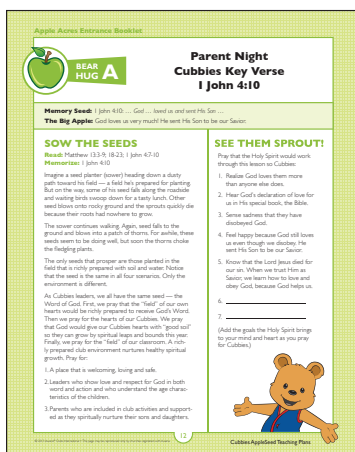 Apple Acres Entrance Booklet
BEAR
HUG A
Parent Night
Cubbies Key Verse
1 John 4:10
Memory Seed: 1 John 4:10: … God … loved us and sent His Son …
The Big Apple: God loves us very much! He sent His Son to be our Savior.
SOW THE SEEDS
Read: Matthew 13:3-9; 18-23; 1 John 4:7-10
Memorize: 1 John 4:10
Imagine a seed planter (sower) heading down a dusty
path toward his field — a field he's prepared for planting.
But on the way, some of his seed falls along the roadside
and waiting birds swoop down for a tasty lunch. Other
seed blows onto rocky ground and the sprouts quickly die
because their roots had nowhere to grow.
The sower continues walking. Again, seed falls to the
ground and blows into a patch of thorns. For awhile, these
seeds seem to be doing well, but soon the thorns choke
the fledgling plants.
The only seeds that prosper are those planted in the
field that is richly prepared with soil and water. Notice
that the seed is the same in all four scenarios. Only the
environment is different.
As Cubbies leaders, we all have the same seed — the
Word of God. First, we pray that the "field" of our own
hearts would be richly prepared to receive God's Word.
Then we pray for the hearts of our Cubbies. We pray
that God would give our Cubbies hearts with "good soil"
so they can grow by spiritual leaps and bounds this year.
Finally, we pray for the "field" of our classroom. A rich-
ly prepared club environment nurtures healthy spiritual
growth. Pray for:
1. A place that is welcoming, loving and safe.
2. Leaders who show love and respect for God in both
word and action and who understand the age charac-
teristics of the children.
3. Parents who are included in club activities and support-
ed as they spiritually nurture their sons and daughters.
SEE THEM SPROUT!
Pray that the Holy Spirit would work
through this lesson so Cubbies:
1. Realize God loved them more
than anyone else does.
2. Hear God's declaration of love for
us in His special book, the Bible.
3. Sense sadness that they have
disobeyed God.
4. Feel happy because God still loves
us even though we disobey. He
sent His Son to be our Savior.
5. Know that the Lord Jesus died for
our sin. When we trust Him as
Savior, we learn how to love and
obey God, because God helps us.
6.
7.
(Add the goals the Holy Spirit brings
to your mind and heart as you pray
for Cubbies.)
12
Cubbies AppleSeed Teaching Plans